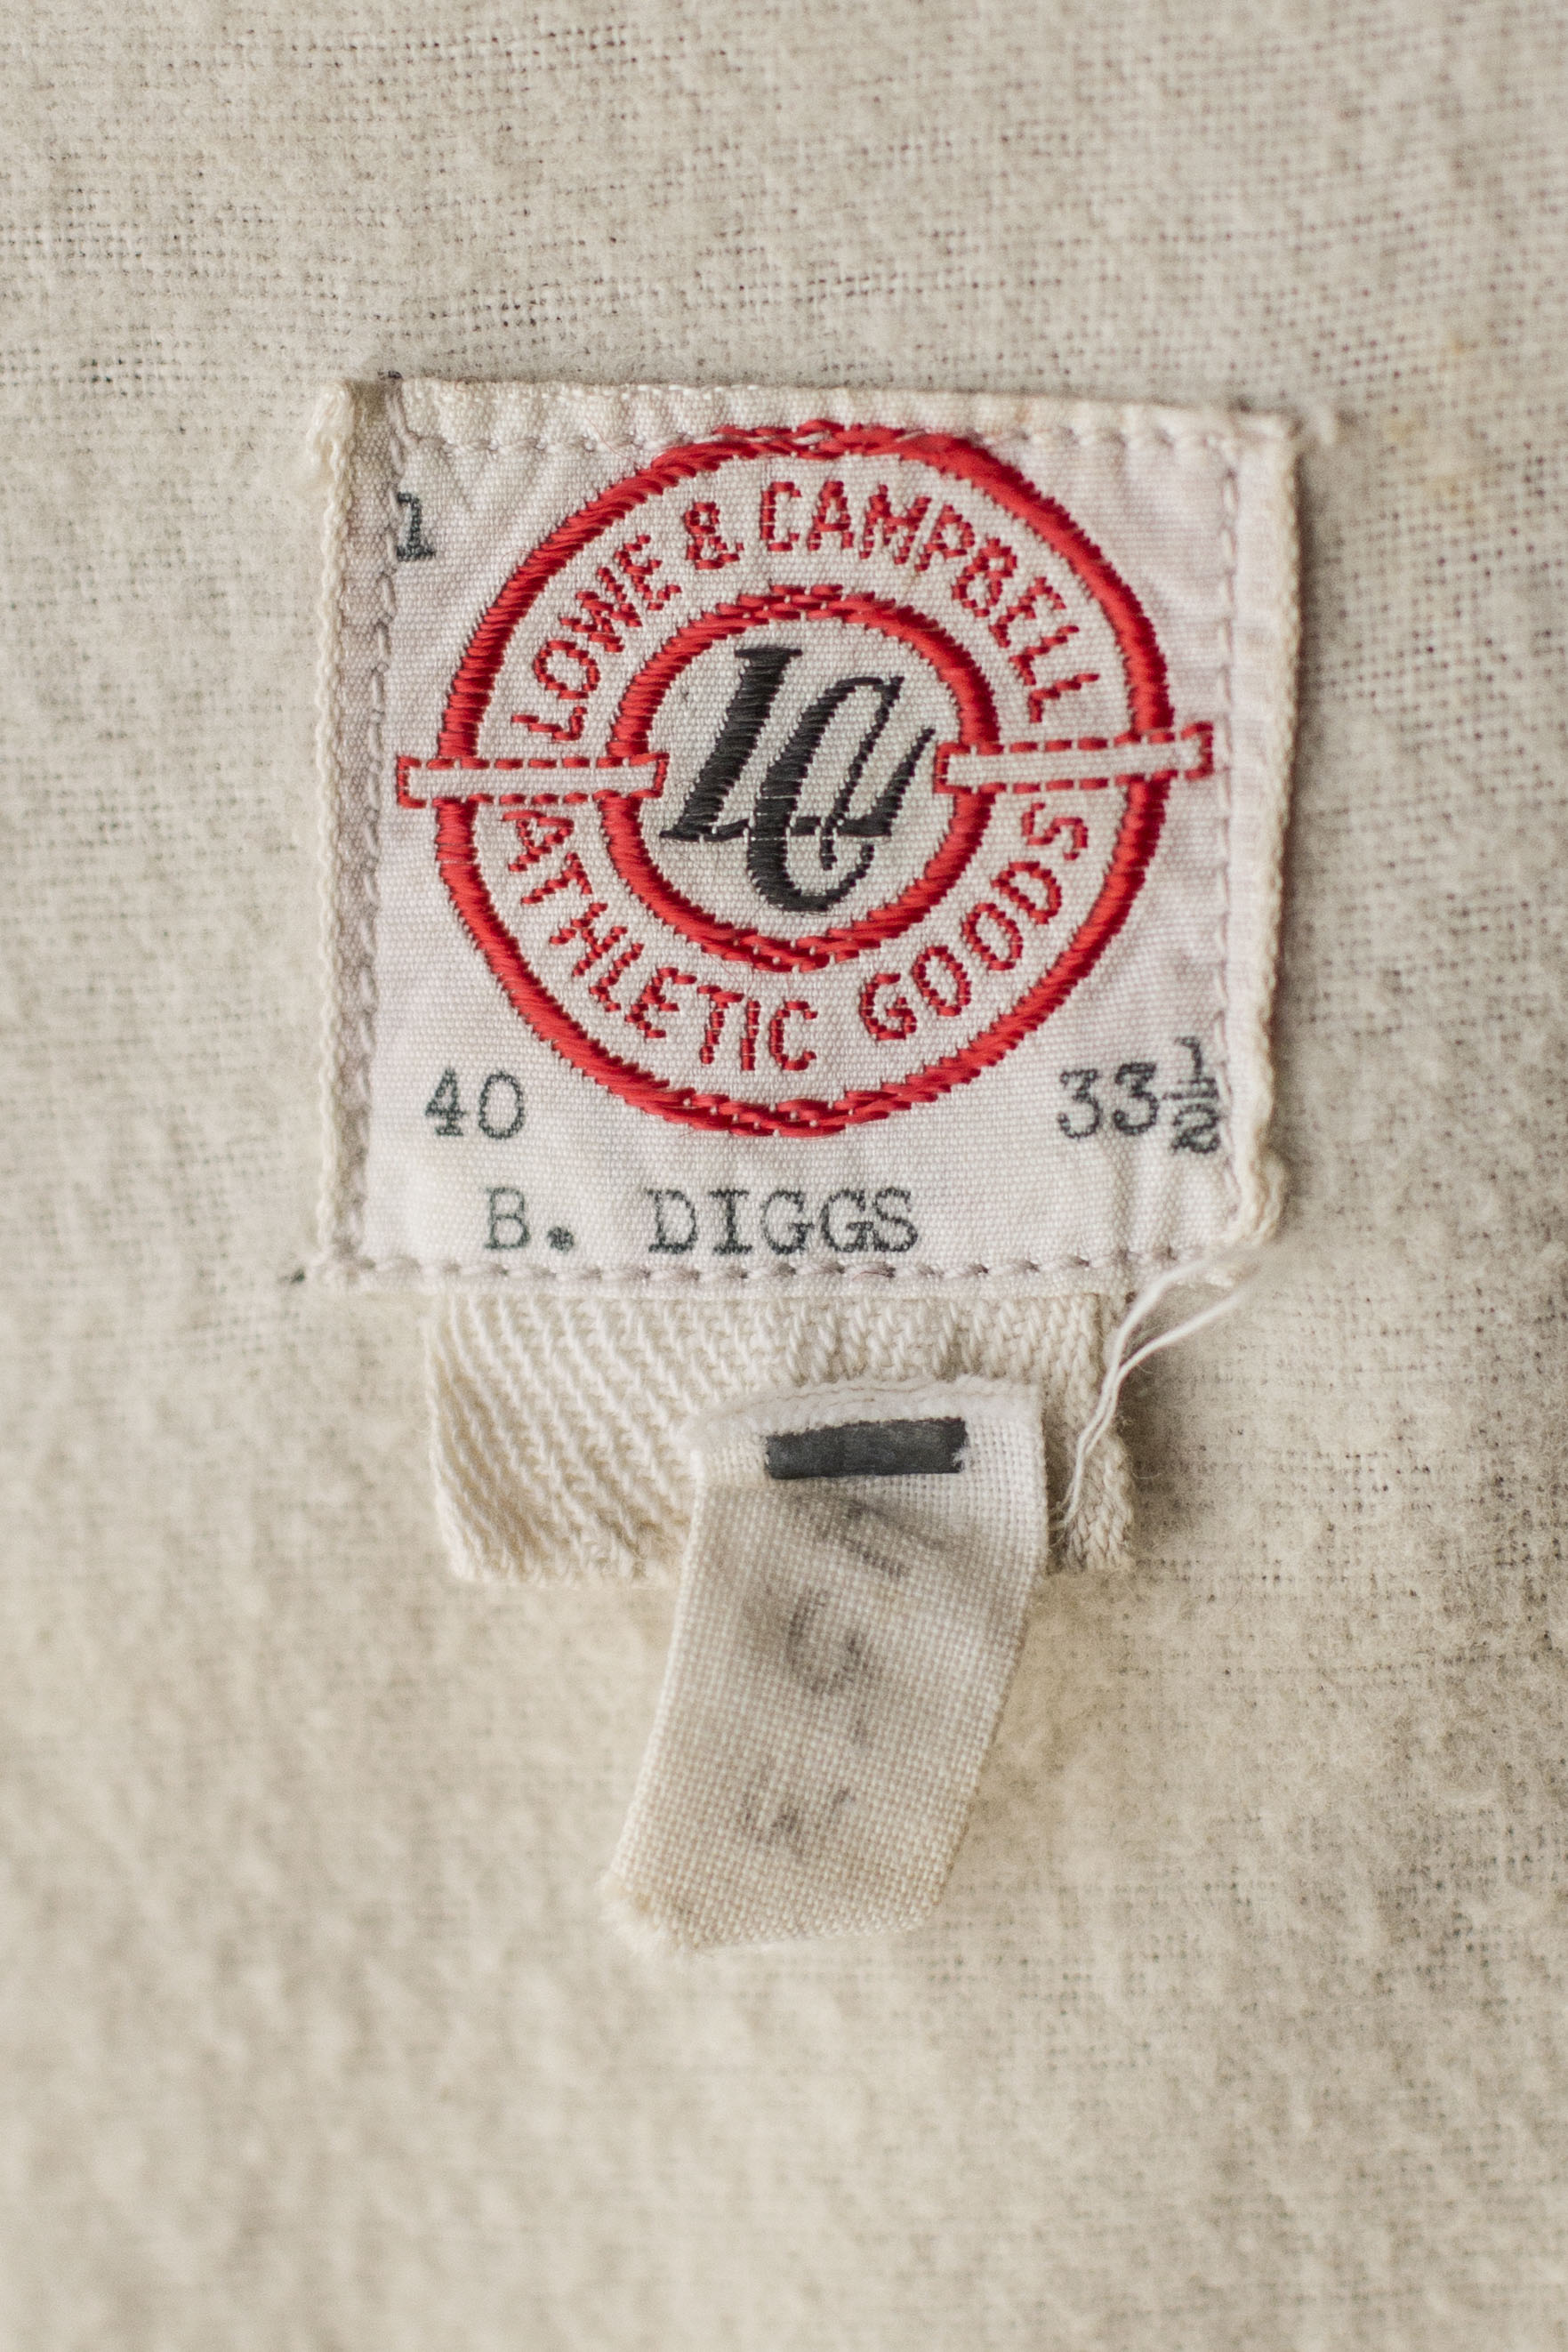 1
LOWE & CAMPBELL
LC
ATHLETIC GOODS
40 33½
B. DIGGS